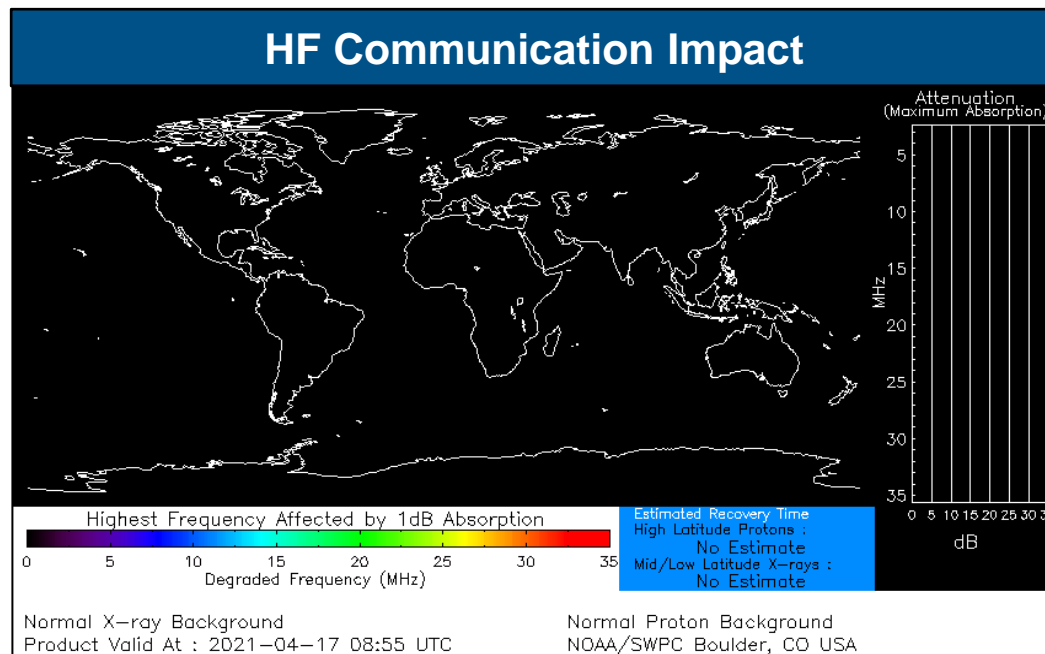 HF Communication Impact
Attenuation
(Maximum Absorption)
5
10
15
20
25
30
35
MHz
0 5 10 15 20 25 30
dB
Highest Frequency Affected by 1dB Absorption
0 5 10 15 20 25 30 35
Degraded Frequency (MHz)
Estimated Recovery Time
High Latitude Protons :
No Estimate
Mid/Low Latitude X-rays :
No Estimate
Normal X-ray Background
Product Valid At : 2021-04-17 08:55 UTC
Normal Proton Background
NOAA/SWPC Boulder, CO USA